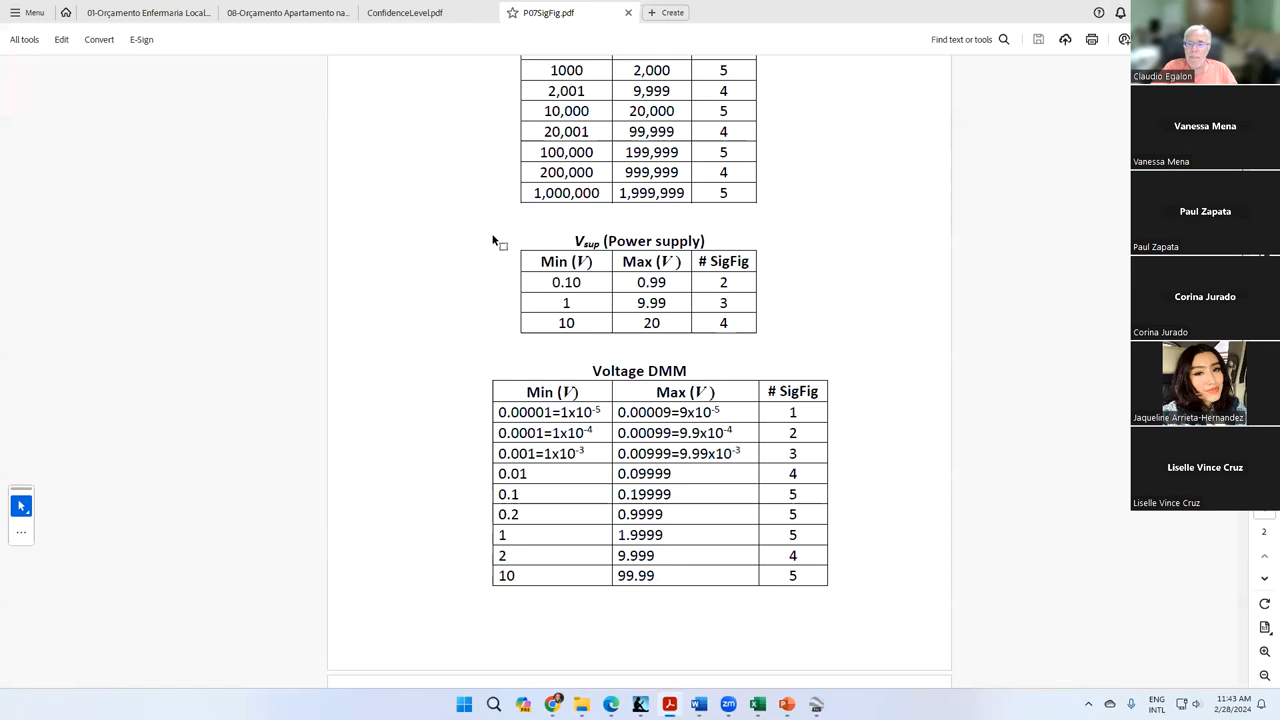 Menu
01-Orçamento Enfermaria Local...
08-Orçamento Apartamento na...
ConfidenceLevel.pdf
P07SigFig.pdf
Create
All tools
Edit
Convert
E-Sign
Find text or tools
1000 2,000 5
2,001 9,999 4
10,000 20,000 5
20,001 99,999 4
100,000 199,999 5
200,000 999,999 4
1,000,000 1,999,999 5
Vsup (Power supply)
Min (V) Max (V) # SigFig
0.10 0.99 2
1 9.99 3
10 20 4
Voltage DMM
Min (V) Max (V) # SigFig
0.00001=1x10-5 0.00009=9x10-5 1
0.0001=1x10-4 0.00099=9.9x10-4 2
0.001=1x10-3 0.00999=9.99x10-3 3
0.01 0.09999 4
0.1 0.19999 5
0.2 0.9999 5
1 1.9999 5
2 9.999 4
10 99.99 5
Claudio Egalon
Vanessa Mena
Vanessa Mena
Paul Zapata
Paul Zapata
Corina Jurado
Corina Jurado
Jaqueline Arrieta-Hernandez
Liselle Vince Cruz
Liselle Vince Cruz
2
ENG
INTL
11:43 AM
2/28/2024